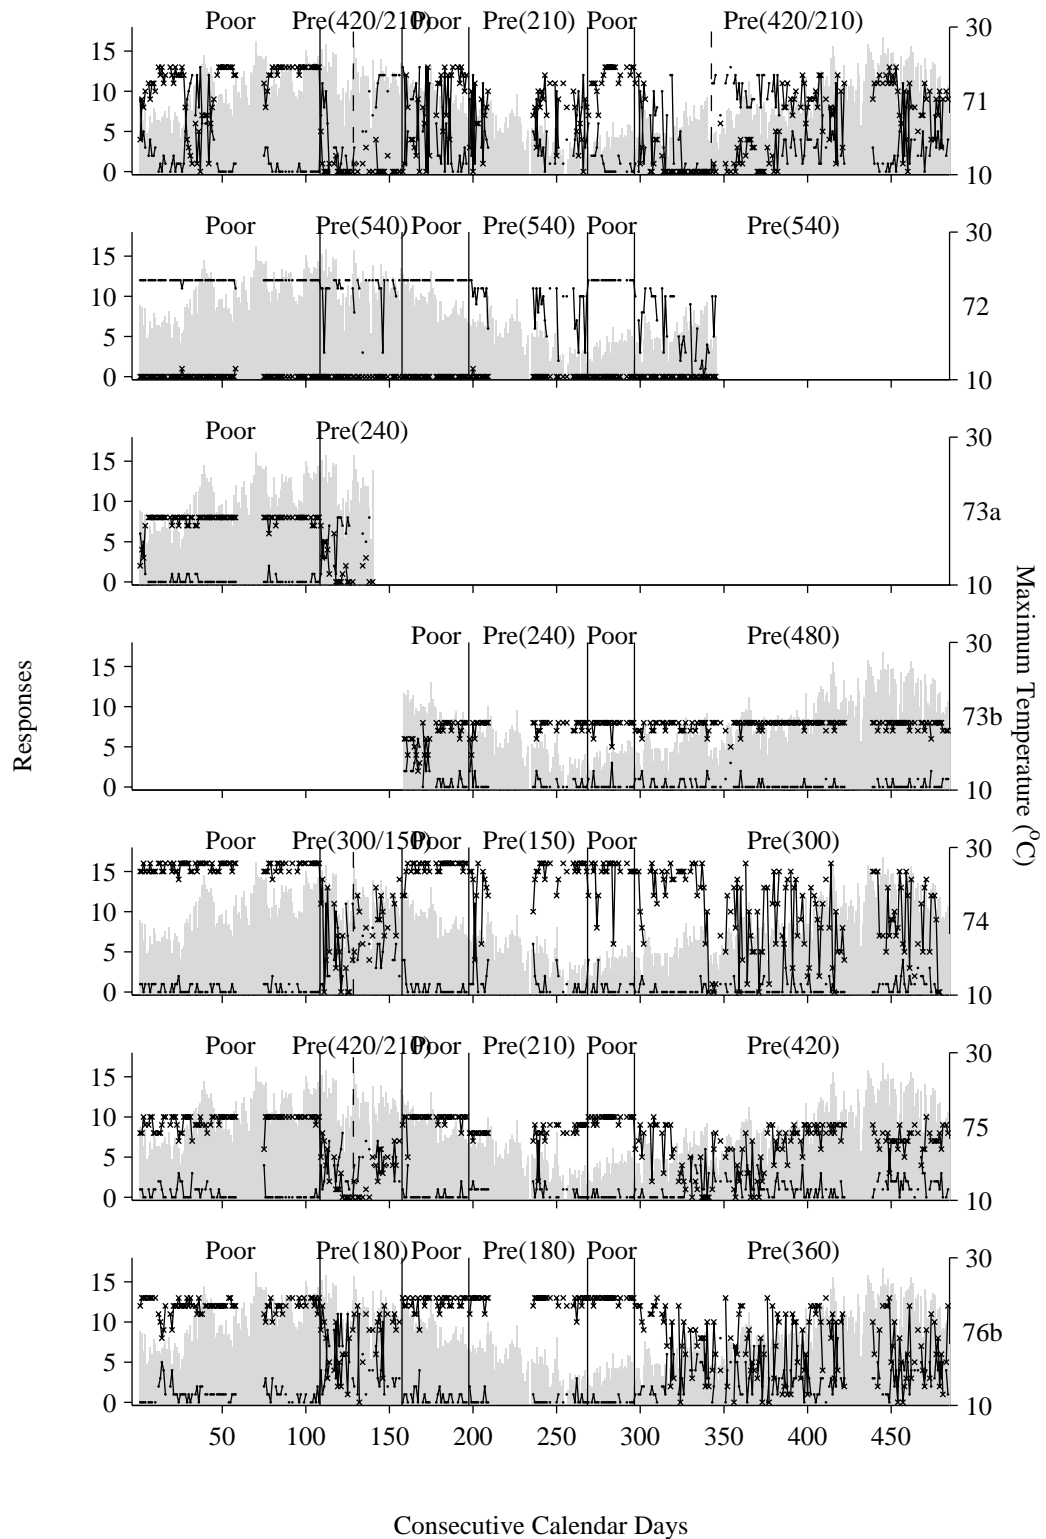 Poor Pre(420/210) Poor Pre(210) Poor Pre(420/210)
15 10 5 0
30 71 10
Poor Pre(540) Poor Pre(540) Poor Pre(540)
15 10 5 0
30 72 10
Poor Pre(240)
15 10 5 0
30 73a 10
Poor Pre(240) Poor Pre(480)
15 10 5 0
30 73b 10
Poor Pre(300/150) Poor Pre(150) Poor Pre(300)
15 10 5 0
30 74 10
Poor Pre(420/210) Poor Pre(210) Poor Pre(420)
15 10 5 0
30 75 10
Poor Pre(180) Poor Pre(180) Poor Pre(360)
15 10 5 0
30 76b 10
50 100 150 200 250 300 350 400 450
Responses
Maximum Temperature (°C)
Consecutive Calendar Days